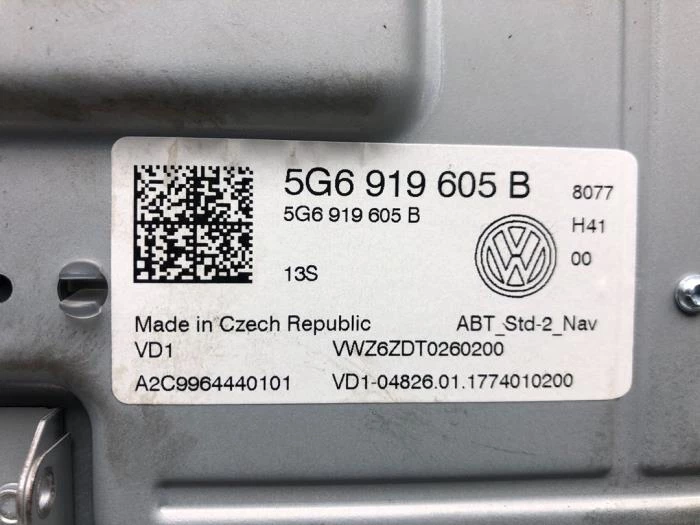 5G6 919 605 B
8077
5G6 919 605 B
H41
13S
00
Made in Czech Republic ABT_Std-2_Nav
VD1 VWZ6ZDT0260200
A2C9964440101 VD1-04826.01.1774010200